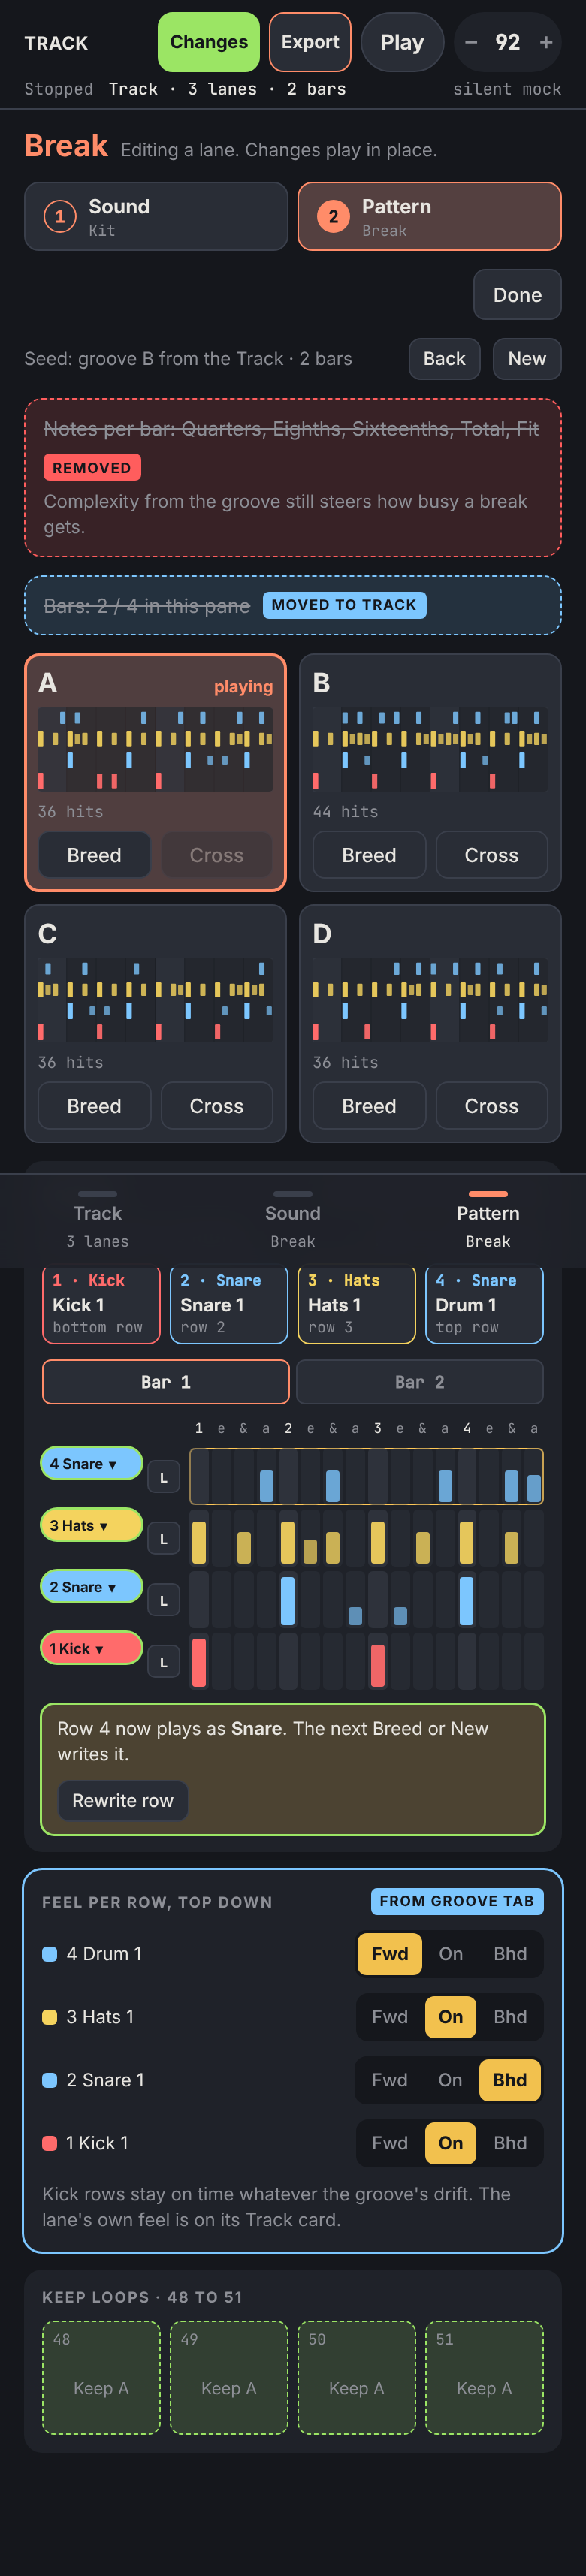 TRACK
Changes
Export
Play
− 92 +
Stopped Track · 3 lanes · 2 bars silent mock
Break Editing a lane. Changes play in place.
1 Sound
Kit
2 Pattern
Break
Done
Seed: groove B from the Track · 2 bars
Back
New
Notes per bar: Quarters, Eighths, Sixteenths, Total, Fit
REMOVED
Complexity from the groove still steers how busy a break
gets.
Bars: 2 / 4 in this pane MOVED TO TRACK
A playing
36 hits
Breed Cross
B
44 hits
Breed Cross
C
36 hits
Breed Cross
D
36 hits
Breed Cross
Track
3 lanes
Sound
Break
Pattern
Break
1 · Kick
Kick 1
bottom row
2 · Snare
Snare 1
row 2
3 · Hats
Hats 1
row 3
4 · Snare
Drum 1
top row
Bar 1 Bar 2
1 e & a 2 e & a 3 e & a 4 e & a
4 Snare ▾ L
3 Hats ▾ L
2 Snare ▾ L
1 Kick ▾ L
Row 4 now plays as Snare. The next Breed or New
writes it.
Rewrite row
FEEL PER ROW, TOP DOWN FROM GROOVE TAB
4 Drum 1 Fwd On Bhd
3 Hats 1 Fwd On Bhd
2 Snare 1 Fwd On Bhd
1 Kick 1 Fwd On Bhd
Kick rows stay on time whatever the groove's drift. The
lane's own feel is on its Track card.
KEEP LOOPS · 48 TO 51
48
Keep A
49
Keep A
50
Keep A
51
Keep A